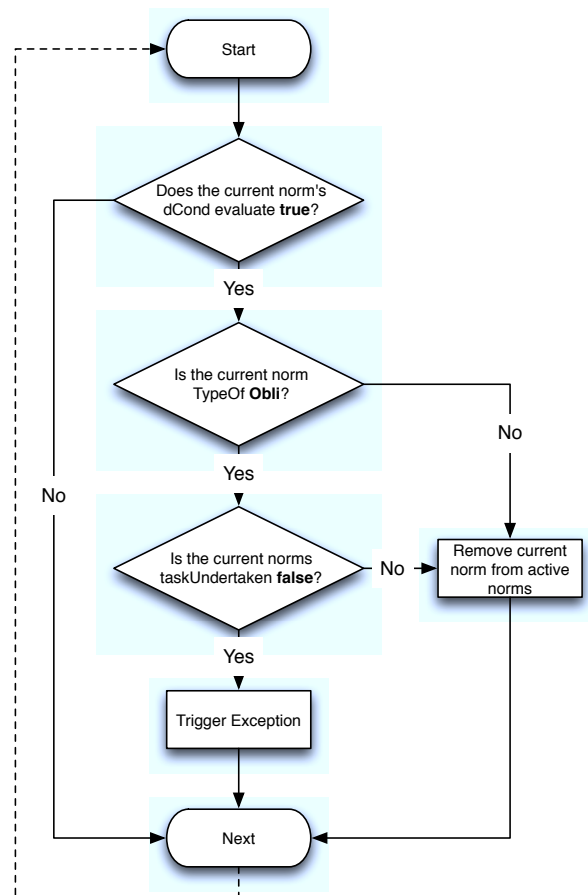 Start
Does the current norm's
dCond evaluate true?
Yes
Is the current norm
TypeOf Obli?
No
Yes
No
Is the current norms
taskUndertaken false?
No
Remove current
norm from active
norms
Yes
Trigger Exception
Next